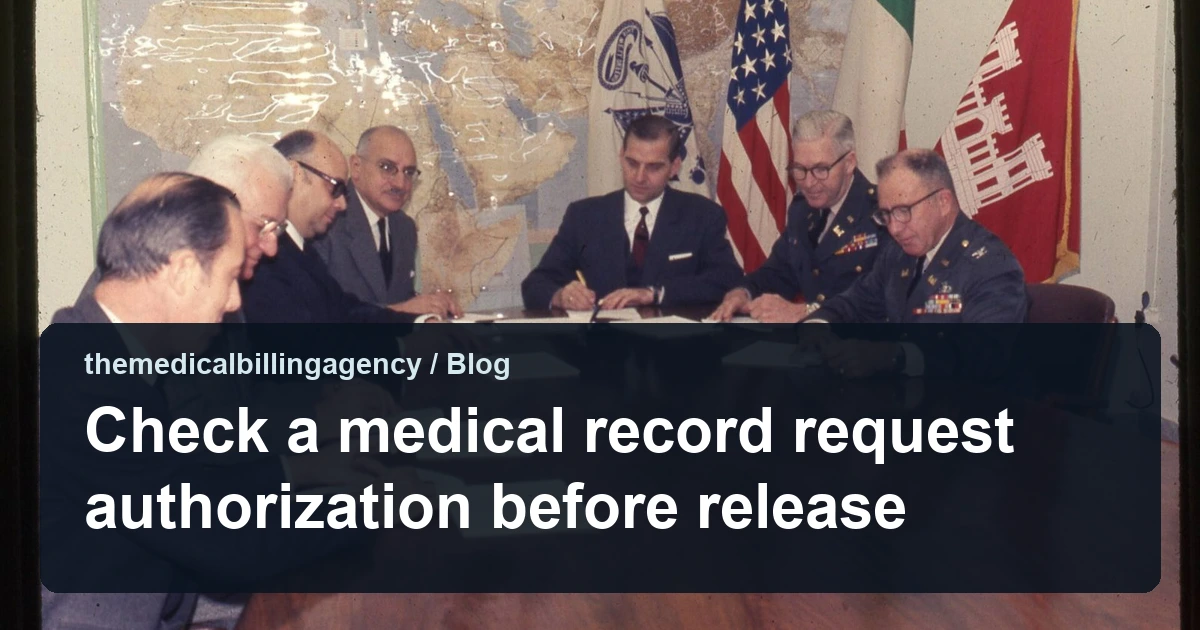 themedicalbillingagency / Blog
Check a medical record request
authorization before release